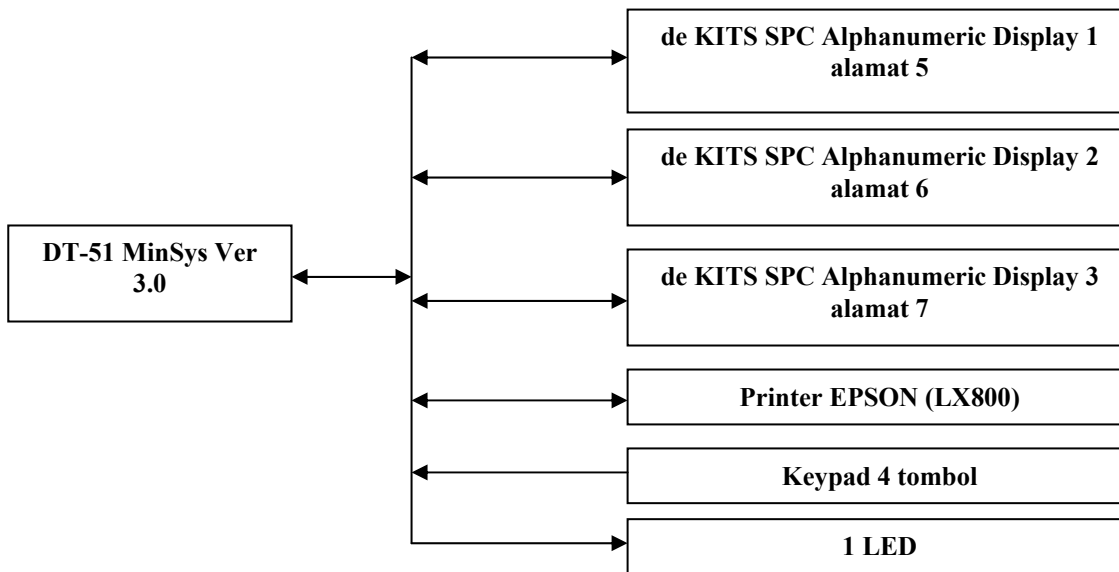 de KITS SPC Alphanumeric Display 1
alamat 5
de KITS SPC Alphanumeric Display 2
alamat 6
DT-51 MinSys Ver
3.0
de KITS SPC Alphanumeric Display 3
alamat 7
Printer EPSON (LX800)
Keypad 4 tombol
1 LED